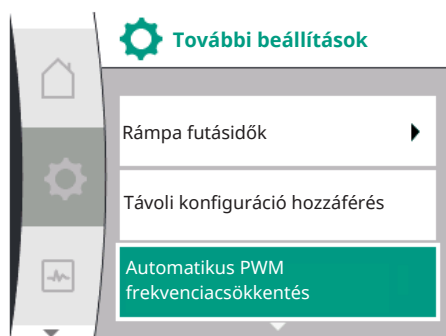 További beállítások
Rámpa futásidők
Távoli konfiguráció hozzáférés
Automatikus PWM
frekvenciacsökkentés